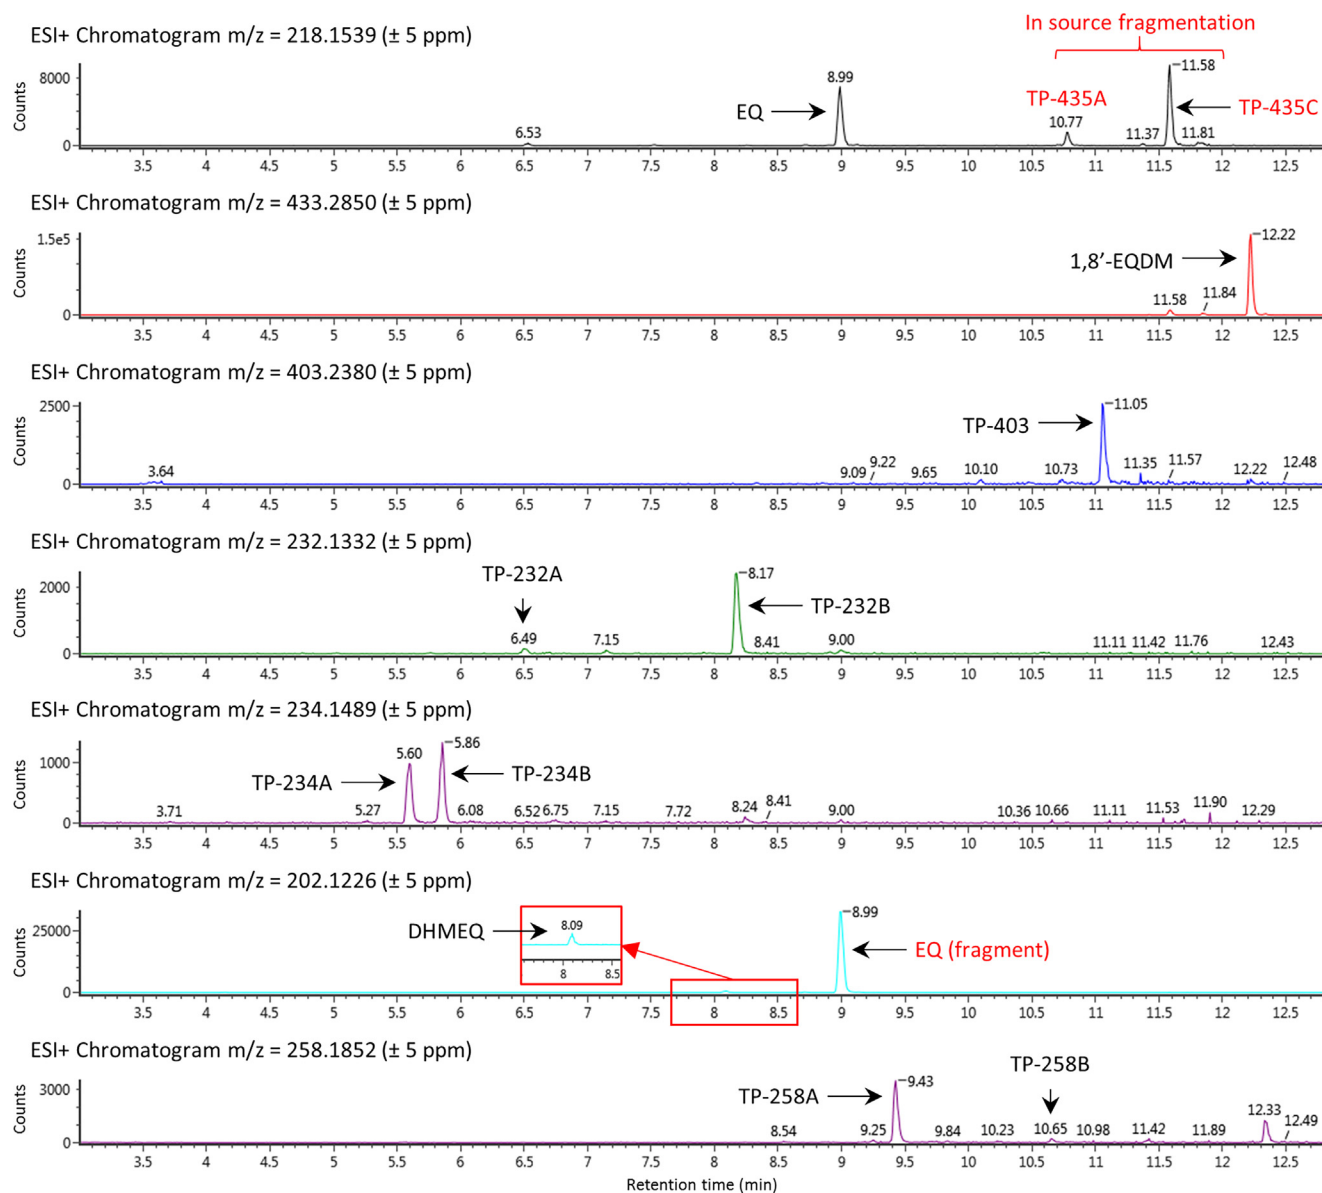 In source fragmentation
ESI+ Chromatogram m/z = 218.1539 (± 5 ppm)
Counts
8000
0
6.53
EQ
8.99
TP-435A
10.77
11.37
11.58
11.81
TP-435C
3.5 4 4.5 5 5.5 6 6.5 7 7.5 8 8.5 9 9.5 10 10.5 11 11.5 12 12.5
ESI+ Chromatogram m/z = 433.2850 (± 5 ppm)
Counts
1.5e5
0
1,8’-EQDM
11.58
11.84
12.22
3.5 4 4.5 5 5.5 6 6.5 7 7.5 8 8.5 9 9.5 10 10.5 11 11.5 12 12.5
ESI+ Chromatogram m/z = 403.2380 (± 5 ppm)
Counts
2500
0
TP-403
11.05
3.64 9.09 9.22 9.65 10.10 10.73 11.35 11.57 12.22 12.48
3.5 4 4.5 5 5.5 6 6.5 7 7.5 8 8.5 9 9.5 10 10.5 11 11.5 12 12.5
ESI+ Chromatogram m/z = 232.1332 (± 5 ppm)
Counts
2000
0
TP-232A
8.17
TP-232B
6.49 7.15 8.41 9.00 11.11 11.42 11.76 12.43
3.5 4 4.5 5 5.5 6 6.5 7 7.5 8 8.5 9 9.5 10 10.5 11 11.5 12 12.5
ESI+ Chromatogram m/z = 234.1489 (± 5 ppm)
Counts
1000
0
TP-234A
5.60
5.86
TP-234B
3.71 5.27 6.08 6.52 6.75 7.15 7.72 8.24 8.41 9.00 10.36 10.66 11.11 11.53 11.90 12.29
3.5 4 4.5 5 5.5 6 6.5 7 7.5 8 8.5 9 9.5 10 10.5 11 11.5 12 12.5
ESI+ Chromatogram m/z = 202.1226 (± 5 ppm)
Counts
25000
0
DHMEQ
8.09
8 8.5
8.99
EQ (fragment)
3.5 4 4.5 5 5.5 6 6.5 7 7.5 8 8.5 9 9.5 10 10.5 11 11.5 12 12.5
ESI+ Chromatogram m/z = 258.1852 (± 5 ppm)
Counts
3000
0
TP-258A
9.43
TP-258B
8.54 9.25 9.84 10.23 10.65 10.98 11.42 11.89 12.33 12.49
3.5 4 4.5 5 5.5 6 6.5 7 7.5 8 8.5 9 9.5 10 10.5 11 11.5 12 12.5
Retention time (min)